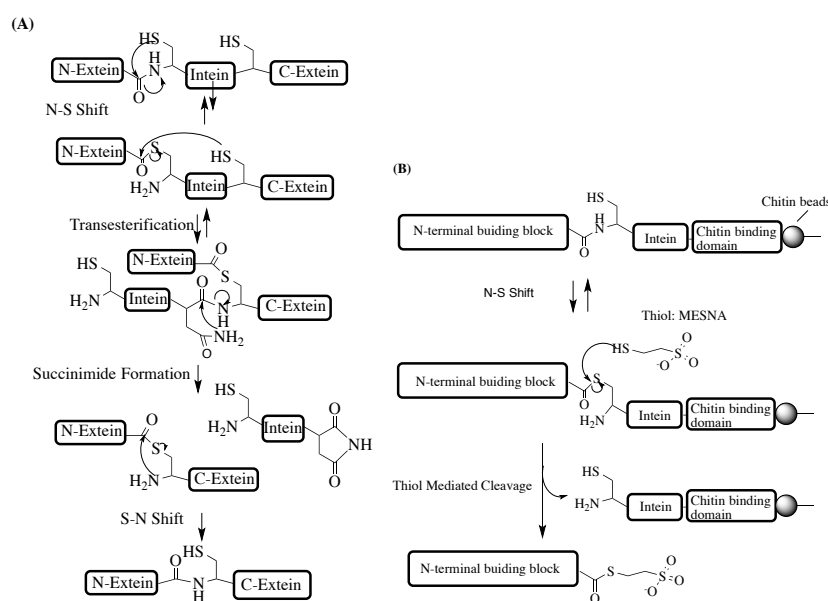 (A)
HS
HS
H
N-Extein
N
Intein
C-Extein
O
N-S Shift
N-Extein
S
HS
O
H2N
Intein
C-Extein
Transesterification
O
N-Extein
HS
S
O
H2N
Intein
N
H
C-Extein
NH2
O
Succinimide Formation
HS
O
N-Extein
S
H2N
Intein
O
NH
H2N
C-Extein
O
S-N Shift
HS
O
N-Extein
N
H
C-Extein
(B)
HS
Chitin beads
H
N-terminal buiding block
N
Intein
Chitin binding
domain
O
N-S Shift
Thiol: MESNA
HS
O
S
-O
O
N-terminal buiding block
S
O
H2N
Intein
Chitin binding
domain
HS
Thiol Mediated Cleavage
H2N
Intein
Chitin binding
domain
N-terminal buiding block
S
O
S
O
-O
O